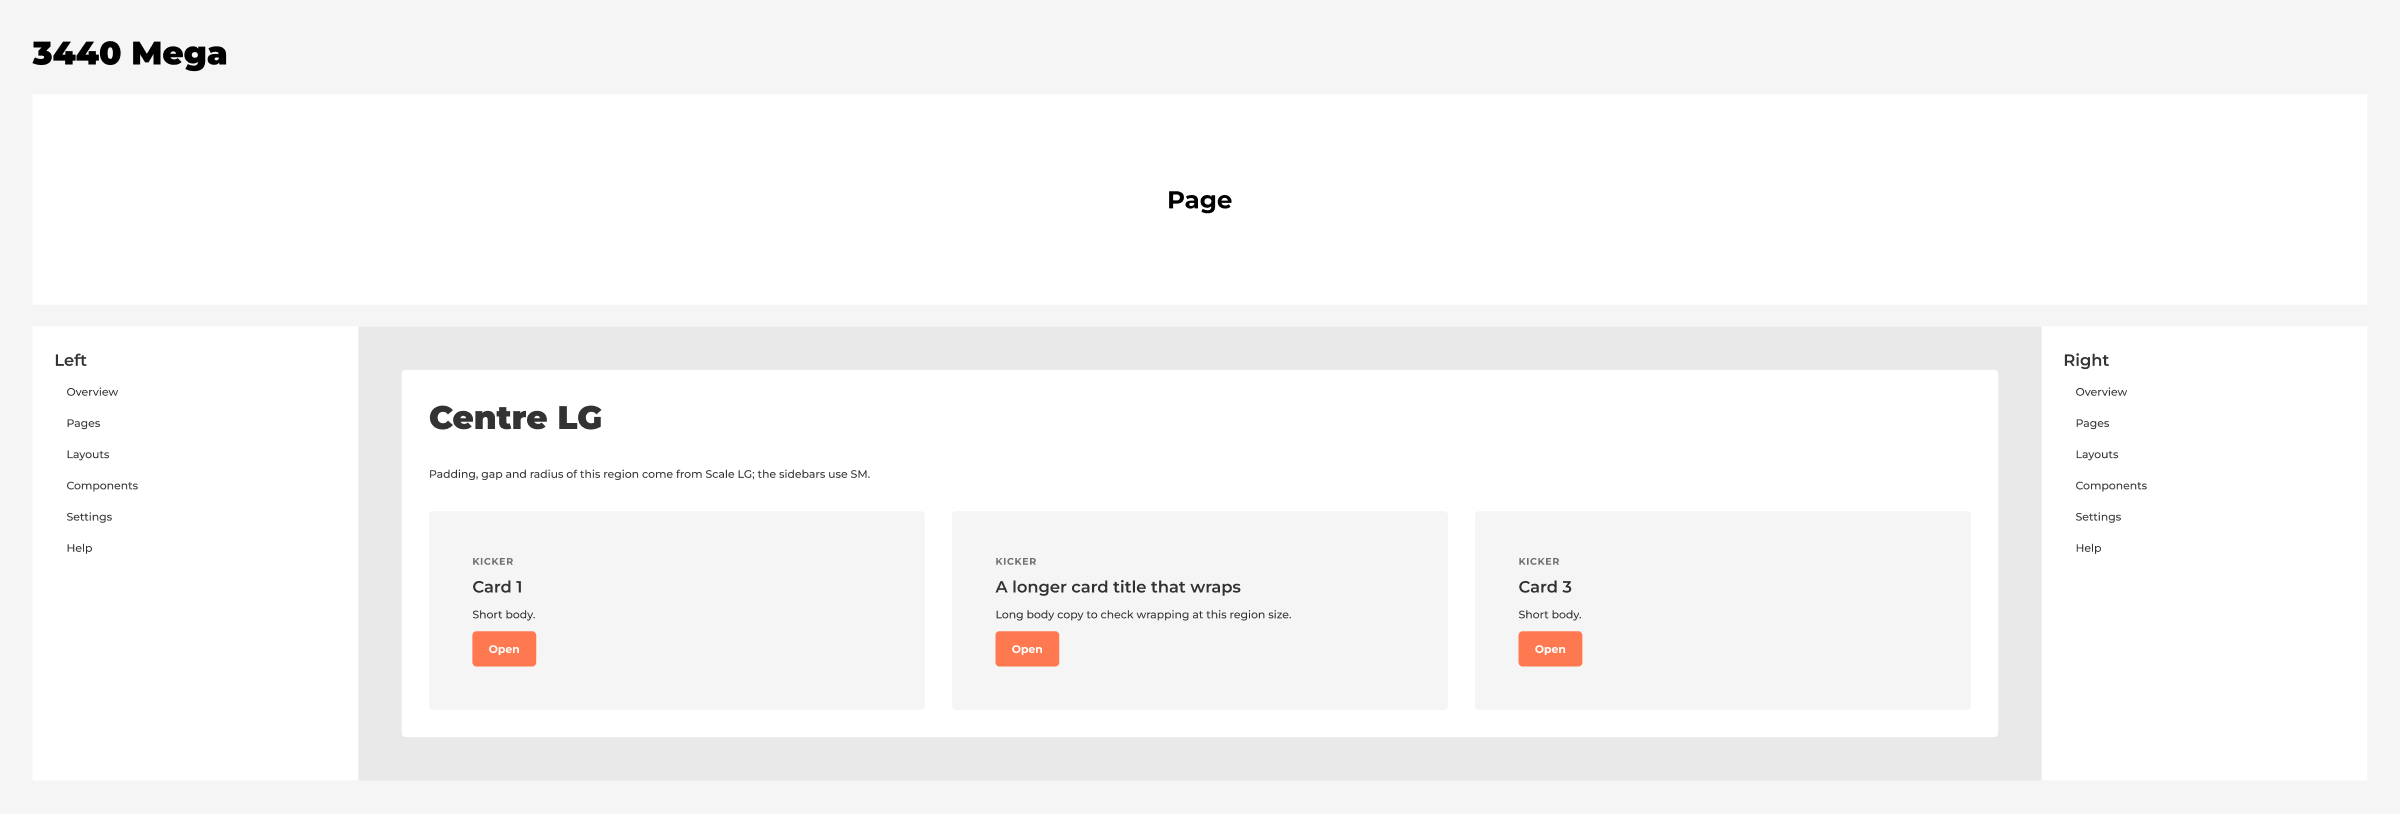 3440 Mega
Page
Left
Overview
Pages
Layouts
Components
Settings
Help
Centre LG
Padding, gap and radius of this region come from Scale LG; the sidebars use SM.
KICKER
Card 1
Short body.
Open
KICKER
A longer card title that wraps
Long body copy to check wrapping at this region size.
Open
KICKER
Card 3
Short body.
Open
Right
Overview
Pages
Layouts
Components
Settings
Help